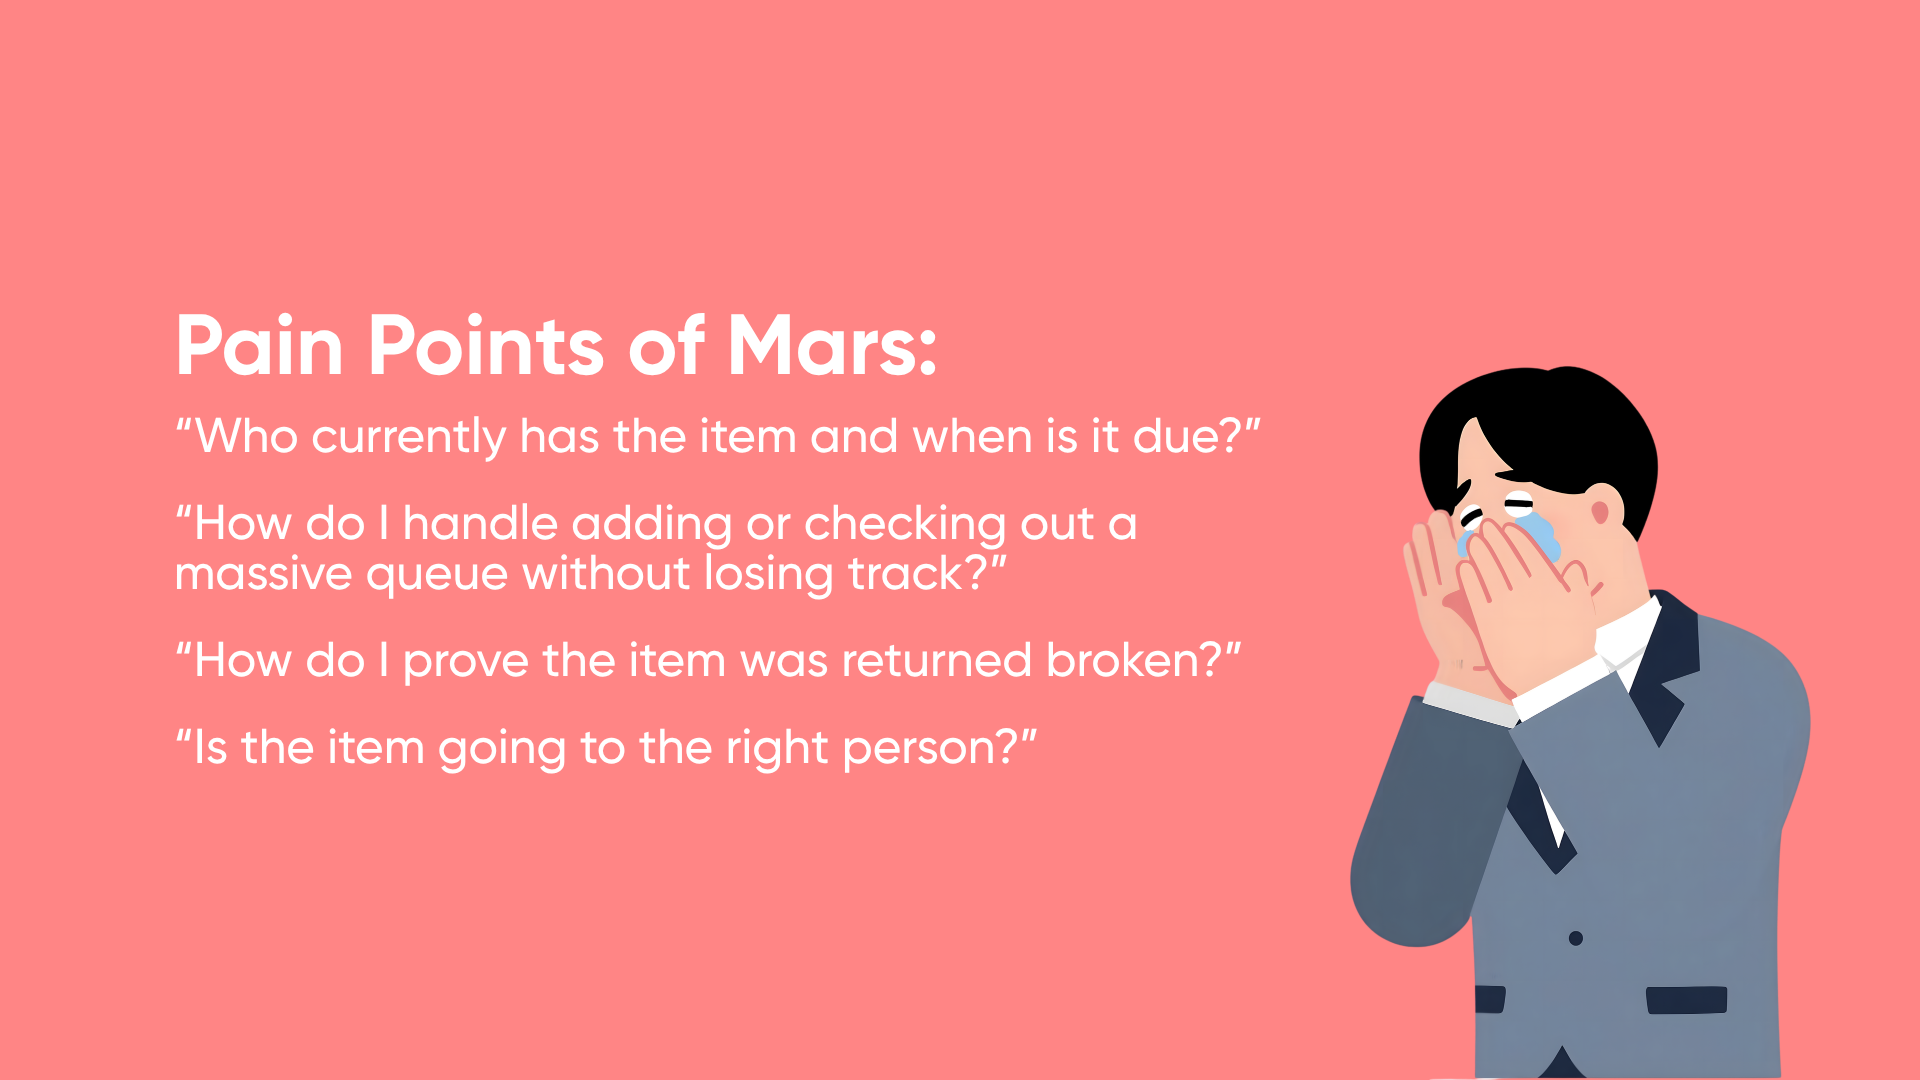 Pain Points of Mars:
“Who currently has the item and when is it due?”
“How do I handle adding or checking out a
massive queue without losing track?”
“How do I prove the item was returned broken?”
“Is the item going to the right person?”